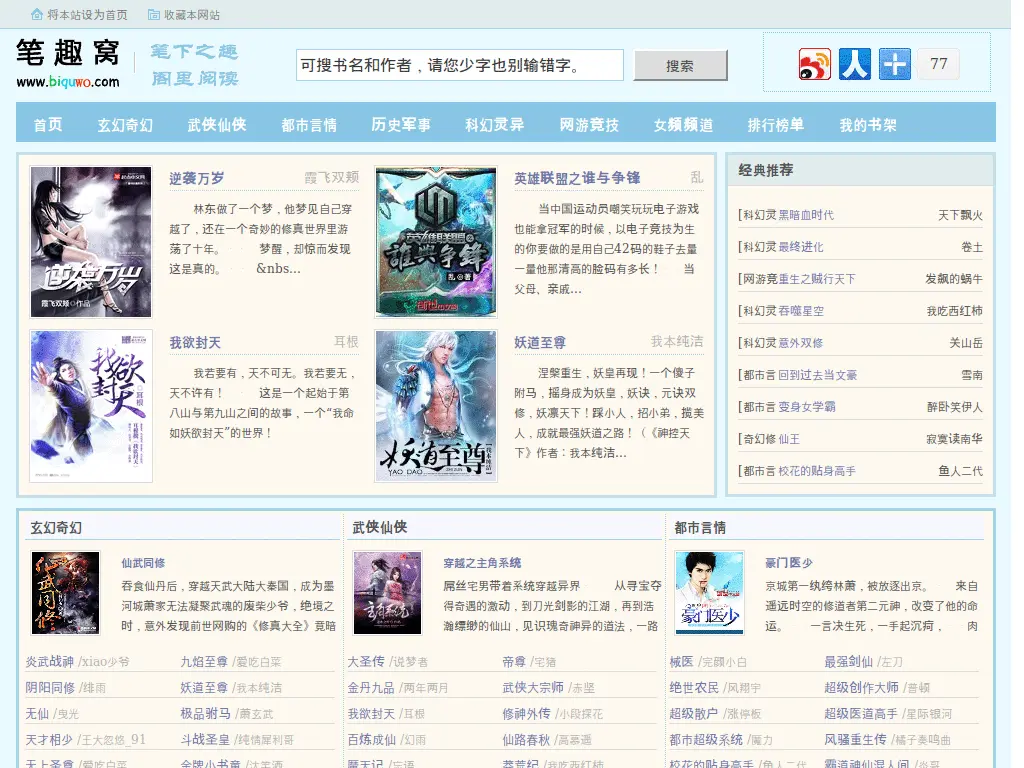 将本站设为首页 收藏本网站
笔趣窝
www.biquwo.com
笔下之趣
阁里阅读
可搜书名和作者，请您少字也别输错字。
搜索
77
首页 玄幻奇幻 武侠仙侠 都市言情 历史军事 科幻灵异 网游竞技 女频频道 排行榜单 我的书架
逆袭万岁 霞飞双颊
林东做了一个梦，他梦见自己穿
越了，还在一个奇妙的修真世界里游
荡了十年。 梦醒，却惊而发现
这是真的。 &nbs...
英雄联盟之谁与争锋 乱
当中国运动员嘲笑玩玩电子游戏
也能拿冠军的时候，以电子竞技为生
的你要做的是用自己42码的鞋子去量
一量他那清高的脸码有多长！ 当
父母、亲戚...
我欲封天 耳根
我若要有，天不可无。我若要无，
天不许有！ 这是一个起始于第
八山与第九山之间的故事，一个“我命
如妖欲封天”的世界！
妖道至尊 我本纯洁
涅槃重生，妖皇再现！一个傻子
附马，摇身成为妖皇，妖诀，元诀双
修，妖凛天下！踩小人，招小弟，揽美
人，成就最强妖道之路！（《神控天
下》作者：我本纯洁...
经典推荐
[科幻灵 黑暗血时代 天下飘火
[科幻灵 最终进化 卷土
[网游竞 重生之贼行天下 发飙的蜗牛
[科幻灵 吞噬星空 我吃西红柿
[科幻灵 意外双修 关山岳
[都市言 回到过去当文豪 雪南
[都市言 变身女学霸 醉卧笑伊人
[奇幻修 仙王 寂寞读南华
[都市言 校花的贴身高手 鱼人二代
玄幻奇幻
仙武同修
吞食仙丹后，穿越天武大陆大秦国，成为墨
河城萧家无法凝聚武魂的废柴少爷，绝境之
时，意外发现前世网购的《修真大全》竟暗
炎武战神 /xiao少爷 九焰至尊 /爱吃白菜
阴阳同修 /绯雨 妖道至尊 /我本纯洁
无仙 /曳光 极品驸马 /萧玄武
天才相少 /王大忽悠_91 斗战圣皇 /纯情犀利哥
武侠仙侠
穿越之主角系统
屌丝宅男带着系统穿越异界 从寻宝夺
得奇遇的激动，到刀光剑影的江湖，再到浩
瀚缥缈的仙山，见识瑰奇神异的道法，一路
大圣传 /说梦者 帝尊 /宅猪
金丹九品 /两年两月 武侠大宗师 /赤坚
我欲封天 /耳根 修神外传 /小段探花
百炼成仙 /幻雨 仙路春秋 /高慕遥
都市言情
豪门医少
京城第一纨绔林萧，被放逐出京。 来自
遥远时空的修道者第二元神，改变了他的命
运。 一言决生死，一手起沉疴， 肉
械医 /完颜小白 最强剑仙 /左刀
绝世农民 /风翔宇 超级创作大师 /普顿
超级散户 /涨停板 超级医道高手 /星际银河
都市超级系统 /魔力 风骚重生传 /橘子奏鸣曲